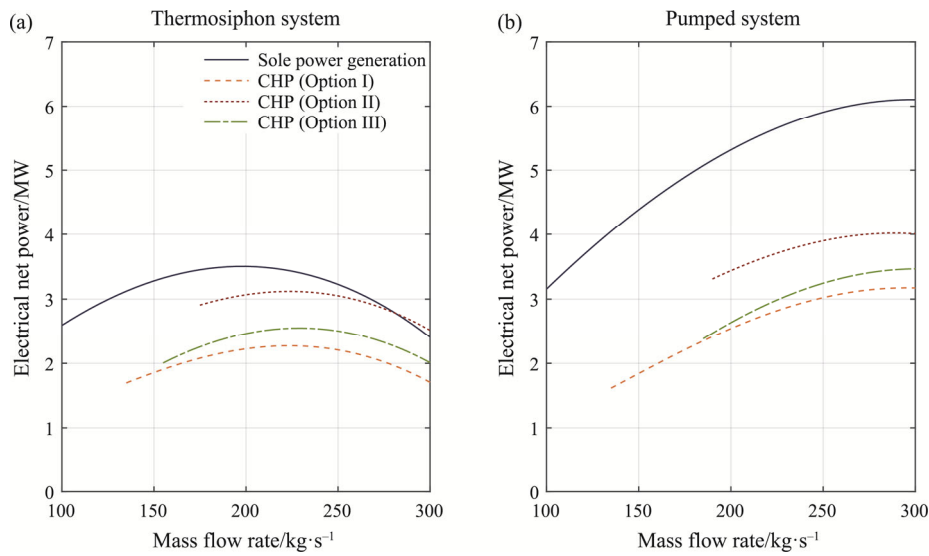 (a)
Thermosiphon system
7
6
5
4
3
2
1
0
Electrical net power/MW
Sole power generation
CHP (Option I)
CHP (Option II)
CHP (Option III)
100
150
200
250
300
Mass flow rate/kg·s⁻¹
(b)
Pumped system
7
6
5
4
3
2
1
0
Electrical net power/MW
100
150
200
250
300
Mass flow rate/kg·s⁻¹